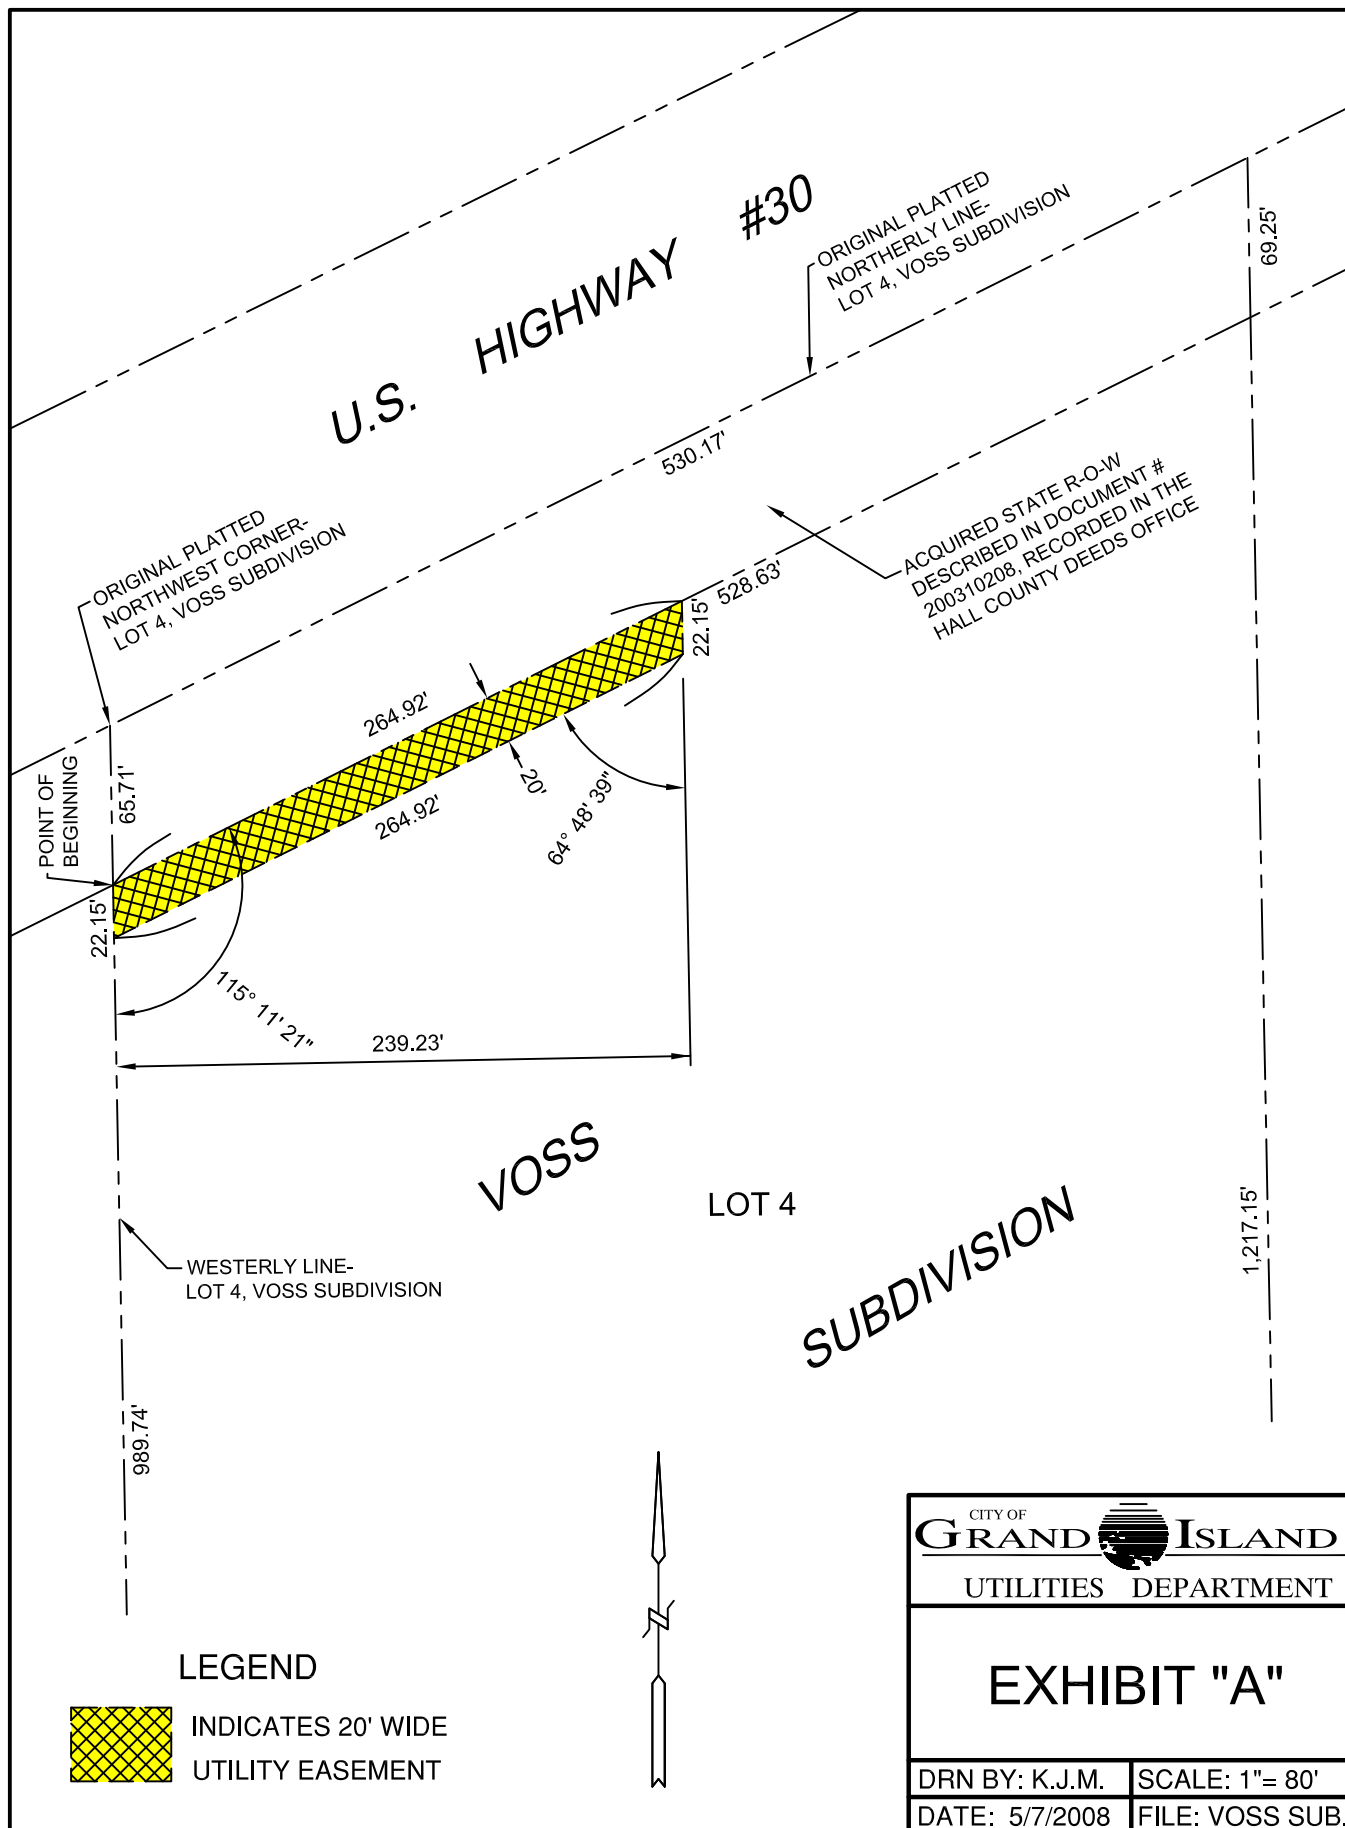 U.S. HIGHWAY #30
ORIGINAL PLATTED
NORTHERLY LINE-
LOT 4, VOSS SUBDIVISION
69.25'
530.17'
ORIGINAL PLATTED
NORTHWEST CORNER-
LOT 4, VOSS SUBDIVISION
ACQUIRED STATE R-O-W
DESCRIBED IN DOCUMENT #
200310208, RECORDED IN THE
HALL COUNTY DEEDS OFFICE
528.63'
22.15'
264.92'
20'
264.92'
64° 48' 39"
POINT OF
BEGINNING
65.71'
22.15'
115° 11' 21"
239.23'
VOSS
LOT 4
SUBDIVISION
WESTERLY LINE-
LOT 4, VOSS SUBDIVISION
1,217.15'
989.74'
N
LEGEND
INDICATES 20' WIDE
UTILITY EASEMENT
CITY OF
GRAND ISLAND
UTILITIES DEPARTMENT
EXHIBIT "A"
DRN BY: K.J.M.
SCALE: 1"= 80'
DATE: 5/7/2008
FILE: VOSS SUB.